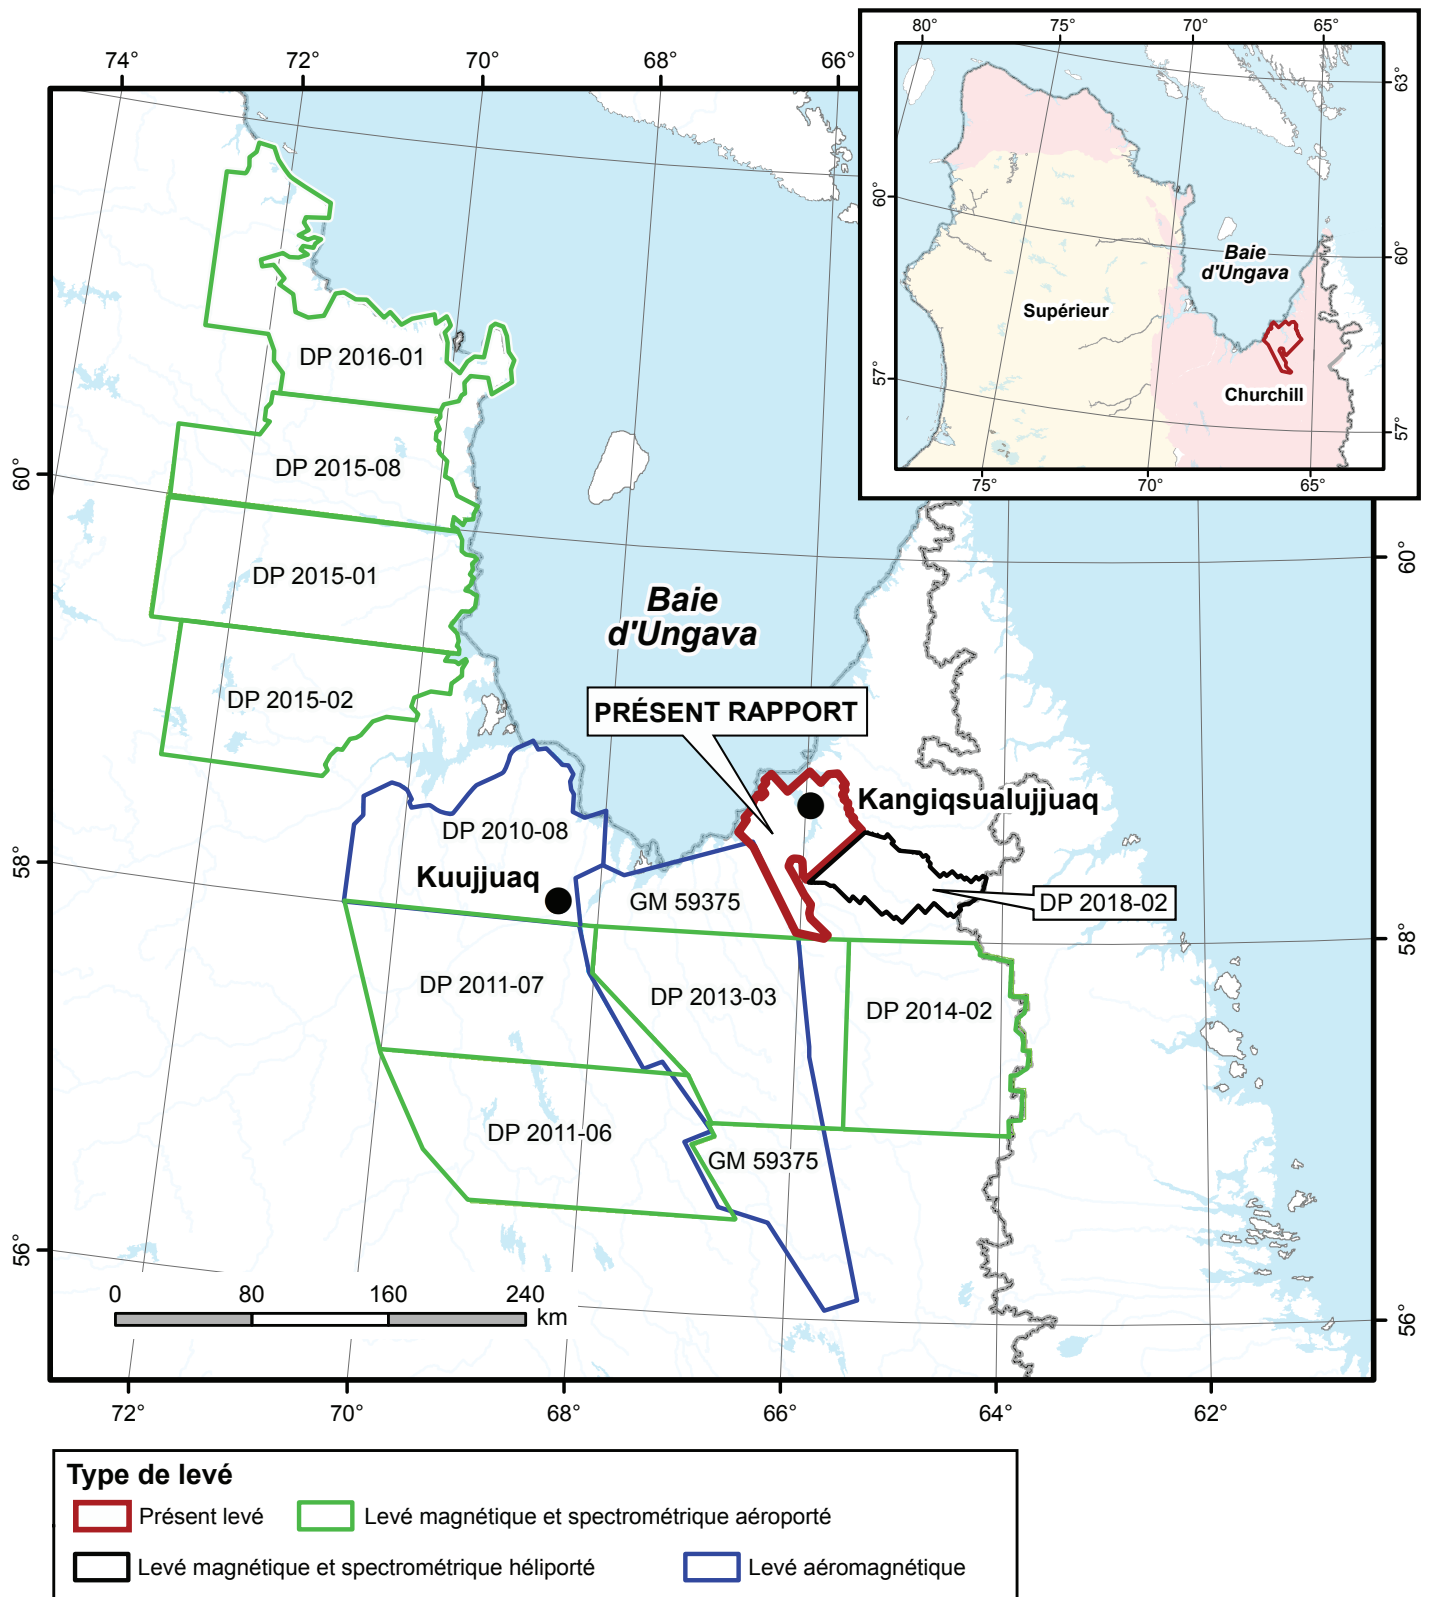 74°
72°
70°
68°
66°
80°
75°
70°
65°
63°
60°
60°
57°
57°
75°
70°
65°
Baie
d'Ungava
Supérieur
Churchill
DP 2016-01
DP 2015-08
60°
60°
DP 2015-01
Baie
d'Ungava
DP 2015-02
PRÉSENT RAPPORT
Kangiqsualujjuaq
DP 2010-08
58°
Kuujjuaq
GM 59375
DP 2018-02
58°
DP 2011-07
DP 2013-03
DP 2014-02
DP 2011-06
GM 59375
56°
0 80 160 240
km
56°
72°
70°
68°
66°
64°
62°
Type de levé
Présent levé
Levé magnétique et spectrométrique aéroporté
Levé magnétique et spectrométrique héliporté
Levé aéromagnétique